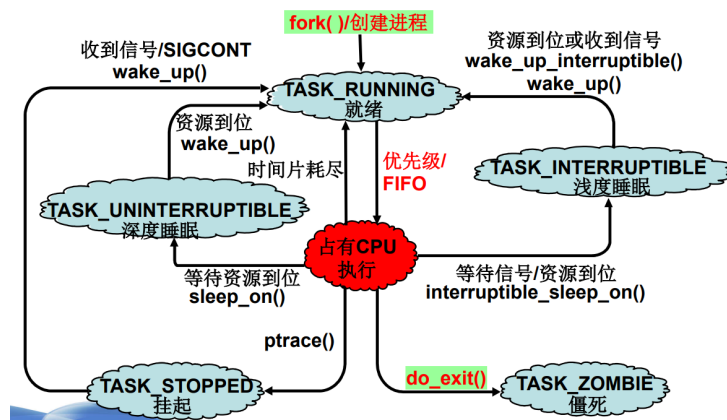 fork( )/创建进程
收到信号/SIGCONT
wake_up()
资源到位或收到信号
wake_up_interruptible()
wake_up()
TASK_RUNNING
就绪
资源到位
wake_up()
时间片耗尽
优先级/
FIFO
TASK_INTERRUPTIBLE
浅度睡眠
TASK_UNINTERRUPTIBLE
深度睡眠
占有CPU
执行
等待资源到位
sleep_on()
等待信号/资源到位
interruptible_sleep_on()
ptrace()
do_exit()
TASK_STOPPED
挂起
TASK_ZOMBIE
僵死